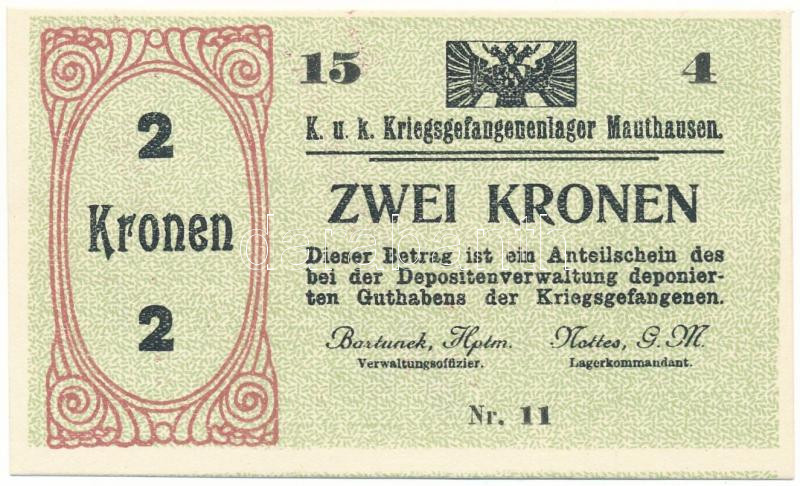 15 4
K. u. k. Kriegsgefangenenlager Mauthausen.
2
Kronen
2
ZWEI KRONEN
Dieser Betrag ist ein Anteilschein des
bei der Depositenverwaltung deponier-
ten Guthabens der Kriegsgefangenen.
Bartunek, Hptm. Nottes, G. M.
Verwaltungsoffizier. Lagerkommandant.
Nr. 11